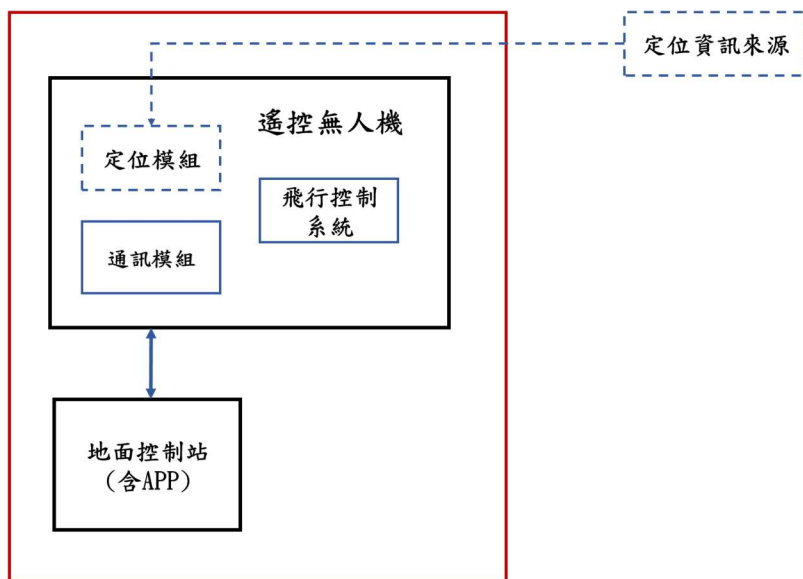 定位資訊來源
遙控無人機
定位模組
飛行控制
系統
通訊模組
地面控制站
(含APP)